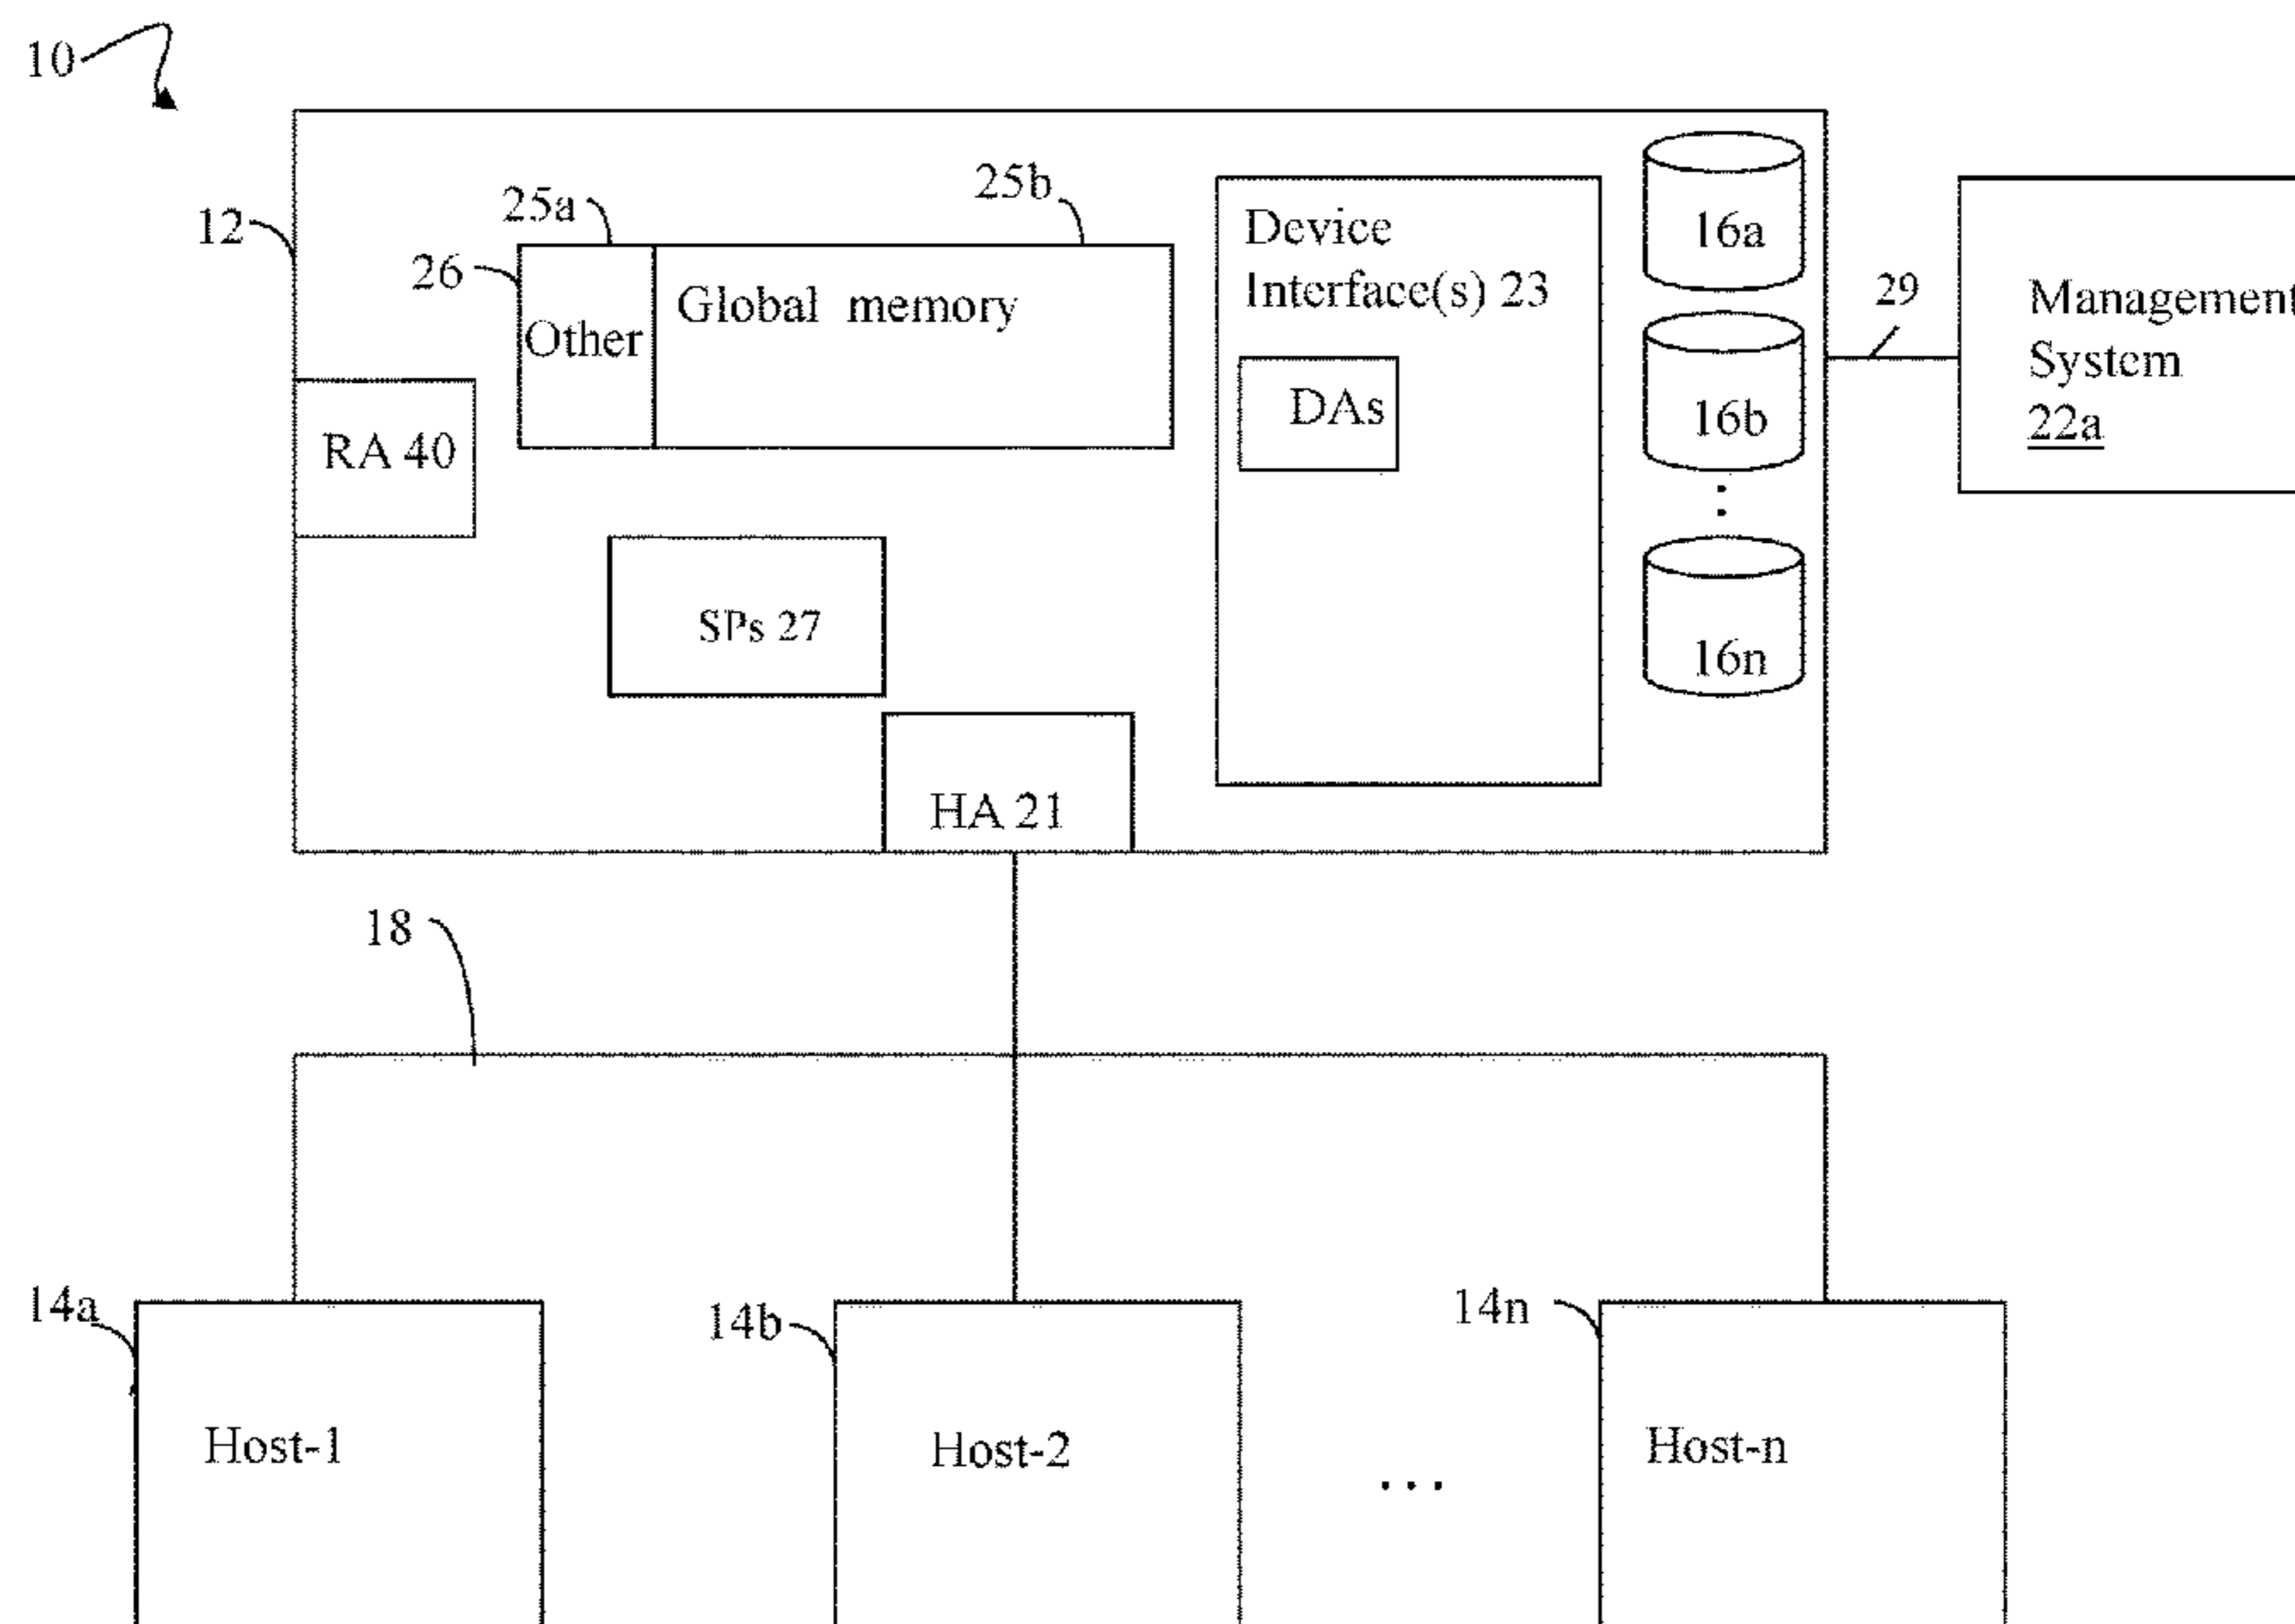 10
12
25a
25b
26
Other
Global memory
Device
Interface(s) 23
DAs
16a
16b
16n
29
Management
System
22a
RA 40
SPs 27
HA 21
18
14a
14b
14n
Host-1
Host-2
...
Host-n